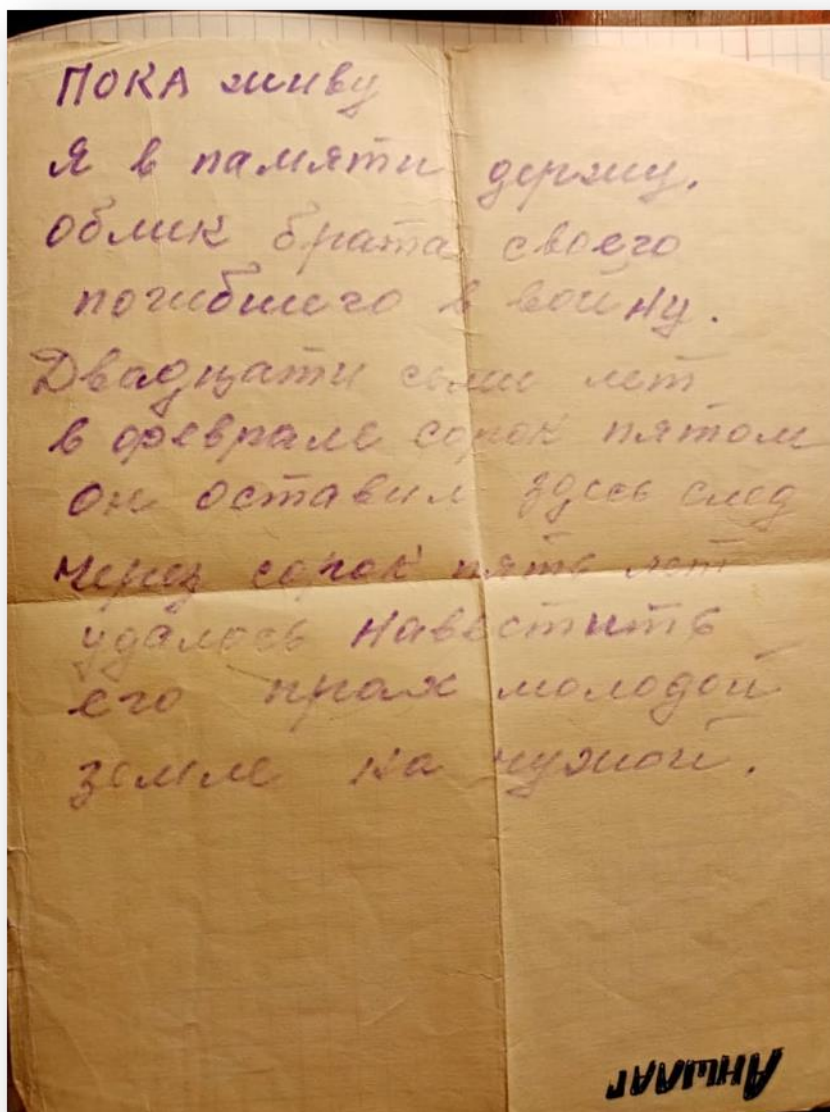 ПОКА живу
я в памяти держу.
облик брата своего
погибшего в войну.
Двадцати семи лет
в феврале сорок пятом
он оставил здесь след
через сорок пять лет
удалось навестить
его прах молодой
земле на чужой.
Аншлаг